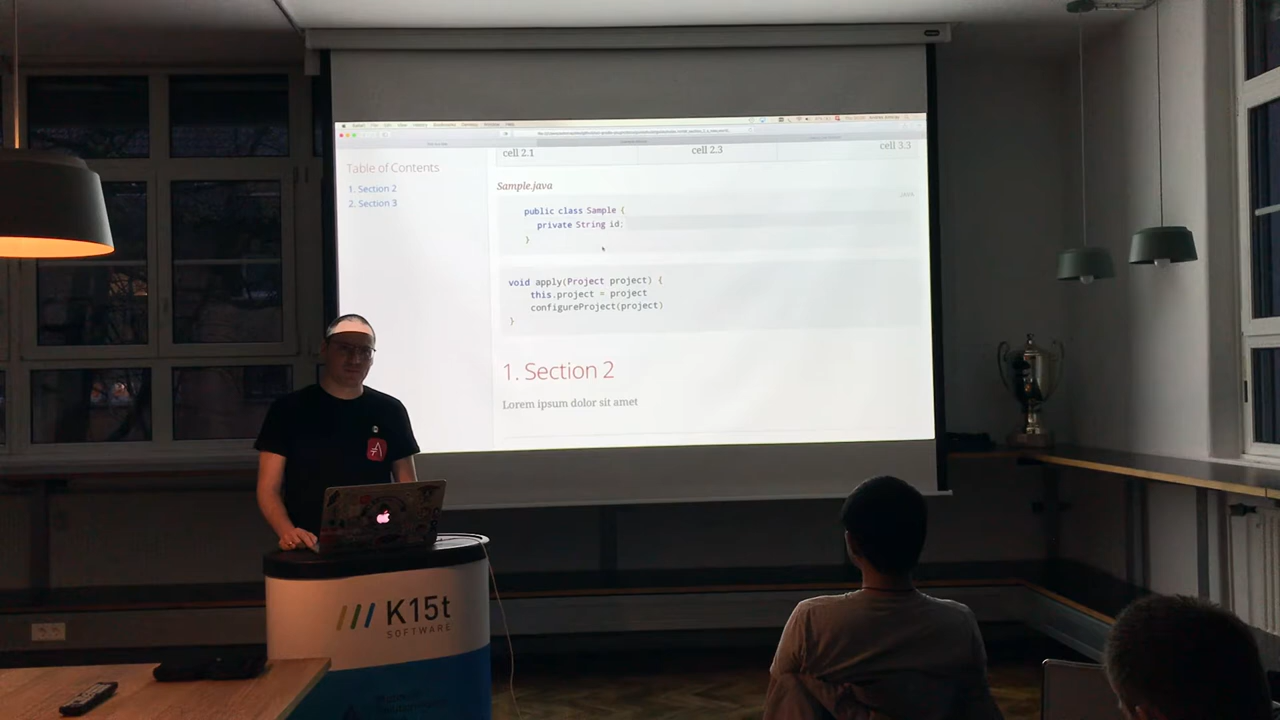 cell 2.1
cell 2.3
cell 3.3
Table of Contents
1. Section 2
2. Section 3
Sample.java
.java
public class Sample {
private String id;
}
void apply(Project project) {
this.project = project
configureProject(project)
}
1. Section 2
Lorem ipsum dolor sit amet
K15t
SOFTWARE